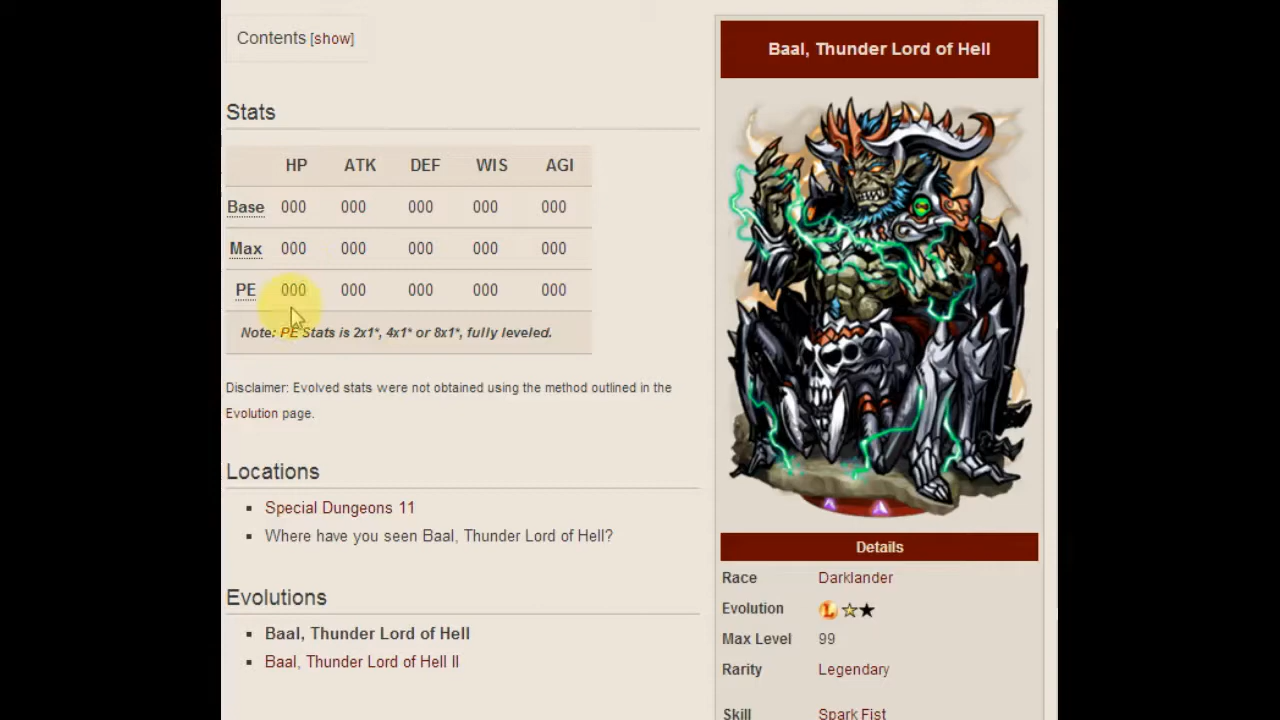 Contents [show]
Stats
HP ATK DEF WIS AGI
Base 000 000 000 000 000
Max 000 000 000 000 000
PE 000 000 000 000 000
Note: PE Stats is 2x1*, 4x1* or 8x1*, fully leveled.
Disclaimer: Evolved stats were not obtained using the method outlined in the
Evolution page.
Locations
Special Dungeons 11
Where have you seen Baal, Thunder Lord of Hell?
Evolutions
Baal, Thunder Lord of Hell
Baal, Thunder Lord of Hell II
Baal, Thunder Lord of Hell
Details
Race Darklander
Evolution L ☆★
Max Level 99
Rarity Legendary
Skill Spark Fist